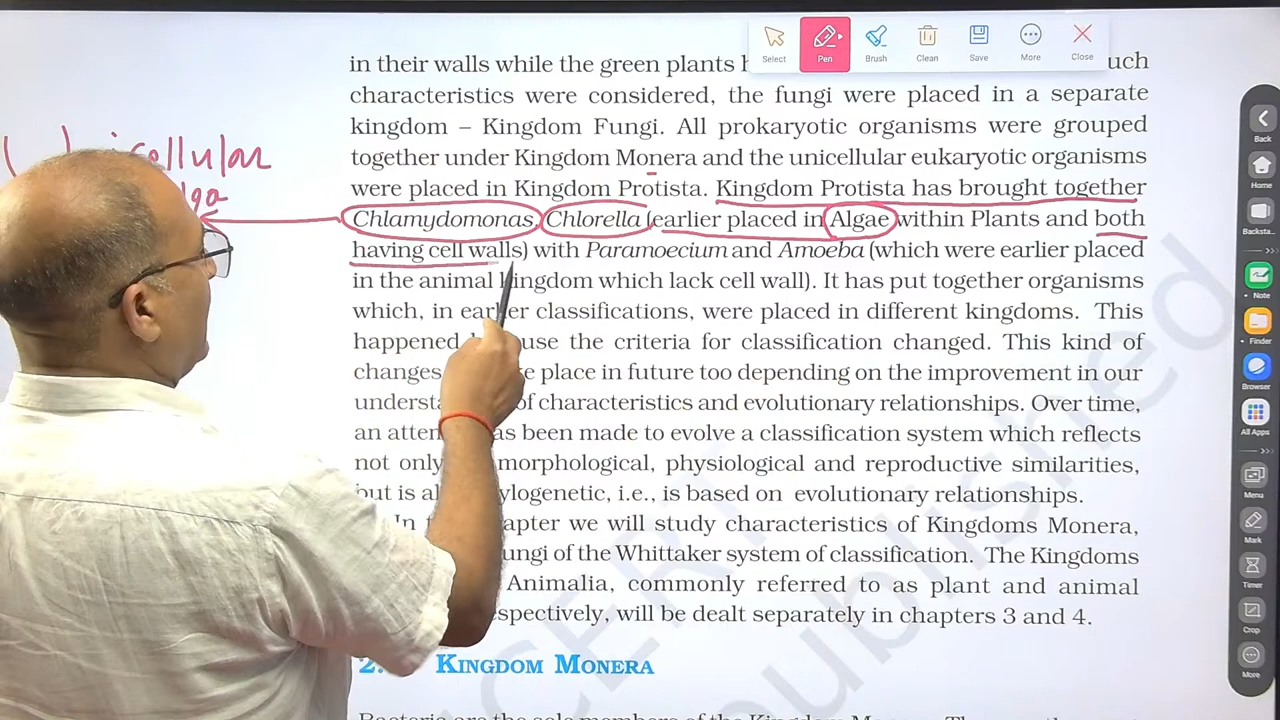 in their walls while the green plants
uch
characteristics were considered, the fungi were placed in a separate
kingdom – Kingdom Fungi. All prokaryotic organisms were grouped
together under Kingdom Monera and the unicellular eukaryotic organisms
were placed in Kingdom Protista. Kingdom Protista has brought together
Chlamydomonas, Chlorella (earlier placed in Algae within Plants and both
having cell walls) with Paramoecium and Amoeba (which were earlier placed
in the animal kingdom which lack cell wall). It has put together organisms
which, in earlier classifications, were placed in different kingdoms. This
happened use the criteria for classification changed. This kind of
changes place in future too depending on the improvement in our
understa of characteristics and evolutionary relationships. Over time,
an attem as been made to evolve a classification system which reflects
not only morphological, physiological and reproductive similarities,
but is al ylogenetic, i.e., is based on evolutionary relationships.
In apter we will study characteristics of Kingdoms Monera,
ungi of the Whittaker system of classification. The Kingdoms
Animalia, commonly referred to as plant and animal
espectively, will be dealt separately in chapters 3 and 4.
2. KINGDOM MONERA
Select
Pen
Brush
Clean
Save
More
Close
Back
Home
Backsta..
Note
Finder
Browser
All Apps
Menu
Mark
Timer
Crop
More